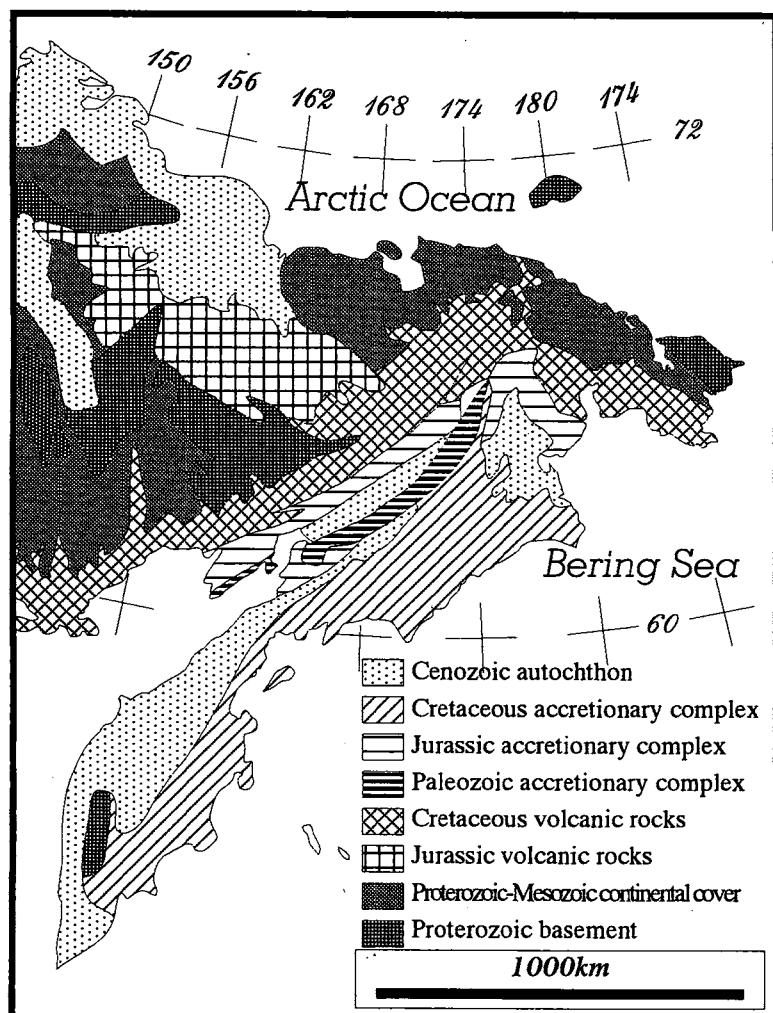 150 156 162 168 174 180 174
72
Arctic Ocean
Bering Sea
60
Cenozoic autochthon
Cretaceous accretionary complex
Jurassic accretionary complex
Paleozoic accretionary complex
Cretaceous volcanic rocks
Jurassic volcanic rocks
Proterozoic-Mesozoic continental cover
Proterozoic basement
1000km